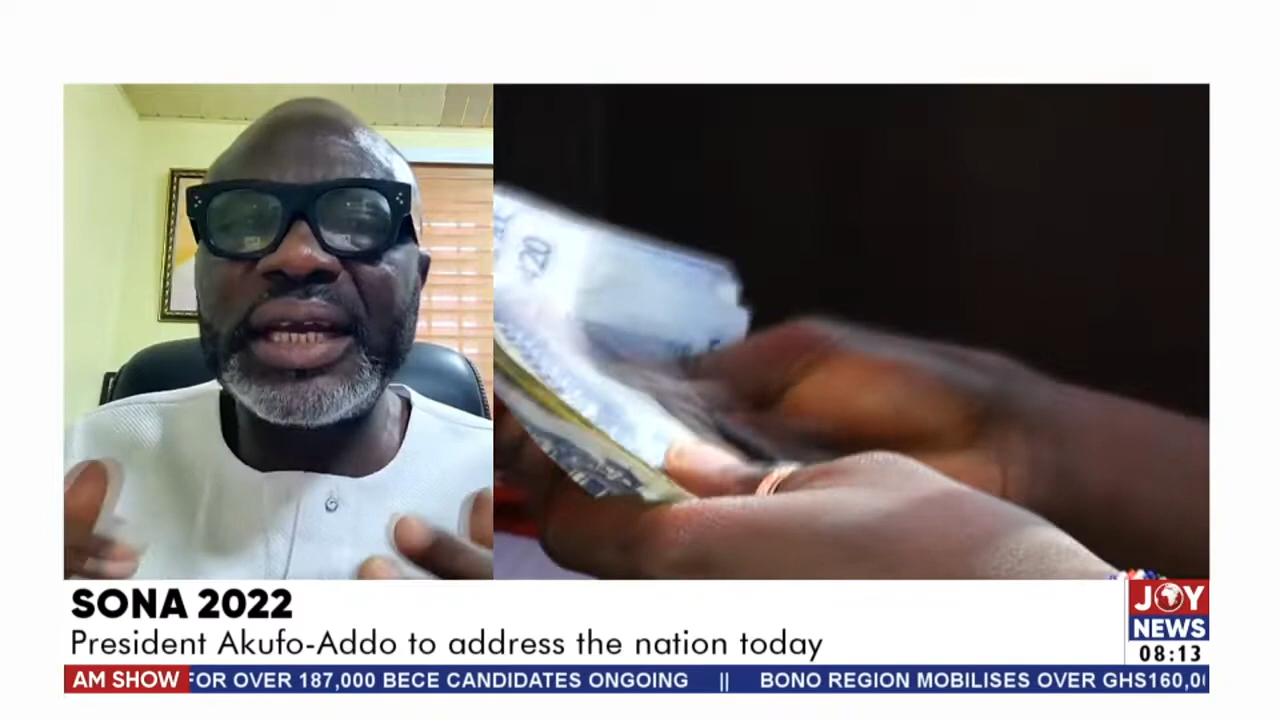 20
SONA 2022
President Akufo-Addo to address the nation today
JOY
NEWS
08:13
AM SHOW
FOR OVER 187,000 BECE CANDIDATES ONGOING || BONO REGION MOBILISES OVER GHS160,0